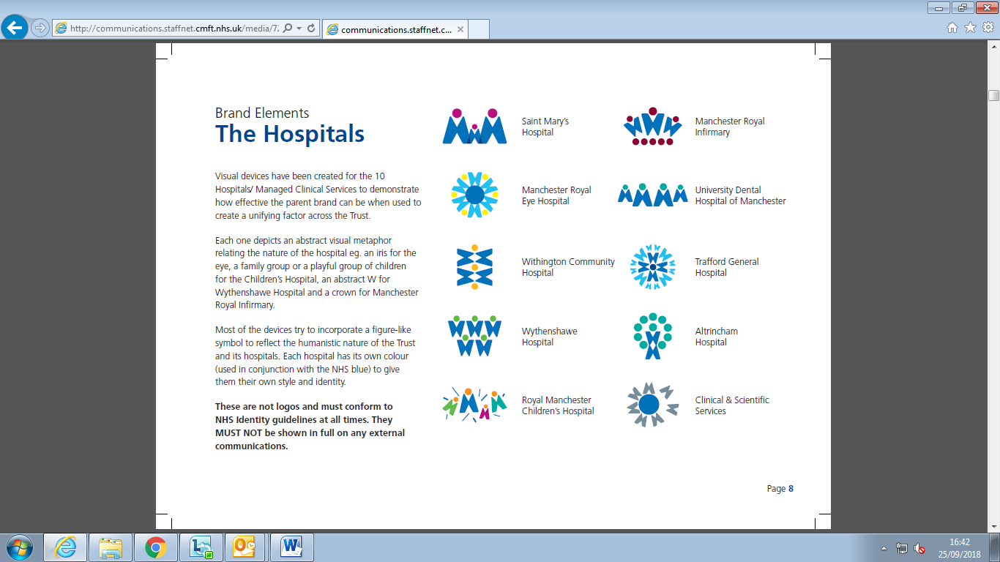 http://communications.staffnet.cmft.nhs.uk/media/72
communications.staffnet.c...
Brand Elements
The Hospitals
Visual devices have been created for the 10
Hospitals/ Managed Clinical Services to demonstrate
how effective the parent brand can be when used to
create a unifying factor across the Trust.
Each one depicts an abstract visual metaphor
relating the nature of the hospital eg. an iris for the
eye, a family group or a playful group of children
for the Children's Hospital, an abstract W for
Wythenshawe Hospital and a crown for Manchester
Royal Infirmary.
Most of the devices try to incorporate a figure-like
symbol to reflect the humanistic nature of the Trust
and its hospitals. Each hospital has its own colour
(used in conjunction with the NHS blue) to give
them their own style and identity.
These are not logos and must conform to
NHS Identity guidelines at all times. They
MUST NOT be shown in full on any external
communications.
Saint Mary's
Hospital
Manchester Royal
Infirmary
Manchester Royal
Eye Hospital
University Dental
Hospital of Manchester
Withington Community
Hospital
Trafford General
Hospital
Wythenshawe
Hospital
Altrincham
Hospital
Royal Manchester
Children's Hospital
Clinical & Scientific
Services
Page 8
16:42
25/09/2018